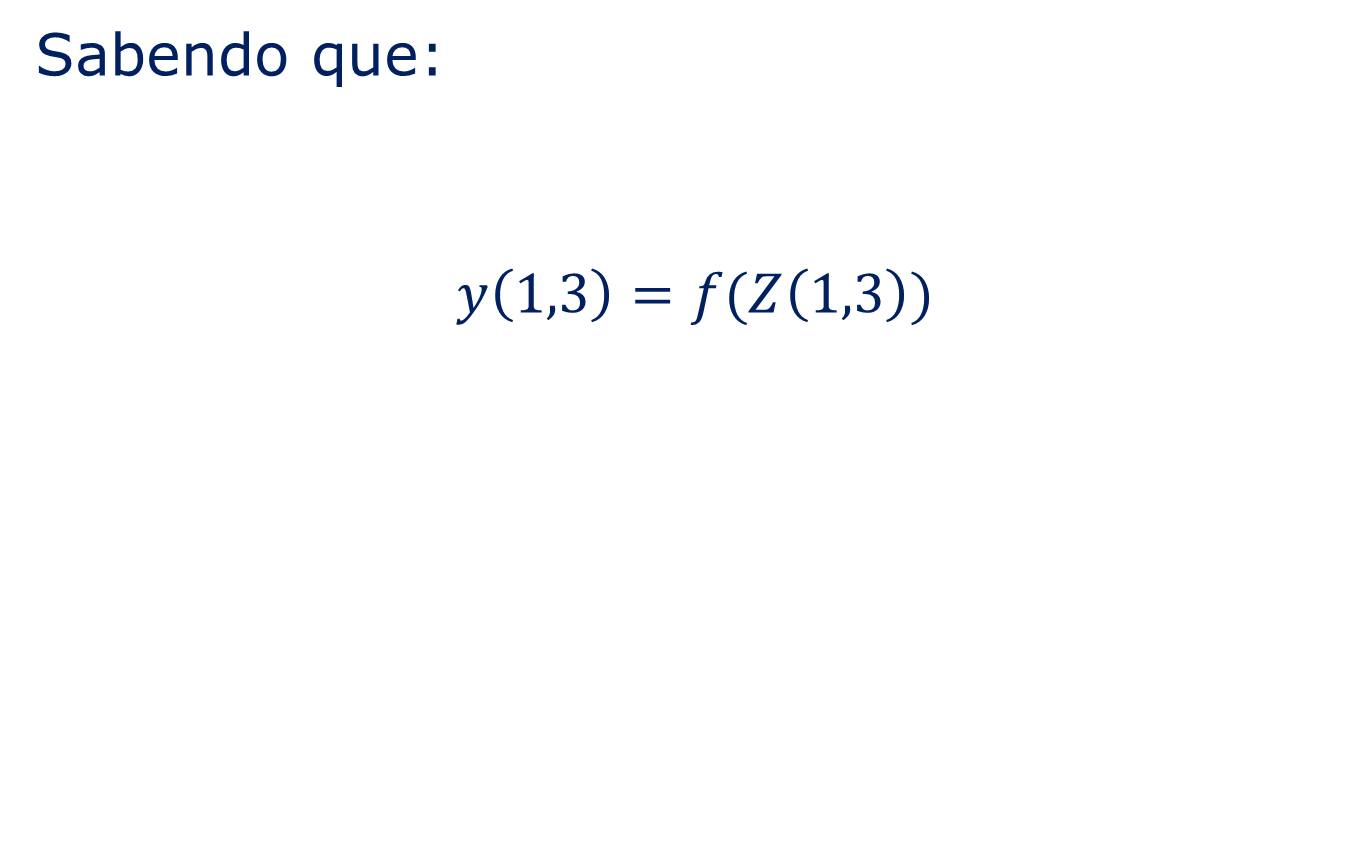 Sabendo que:
y(1,3) = f(Z(1,3))